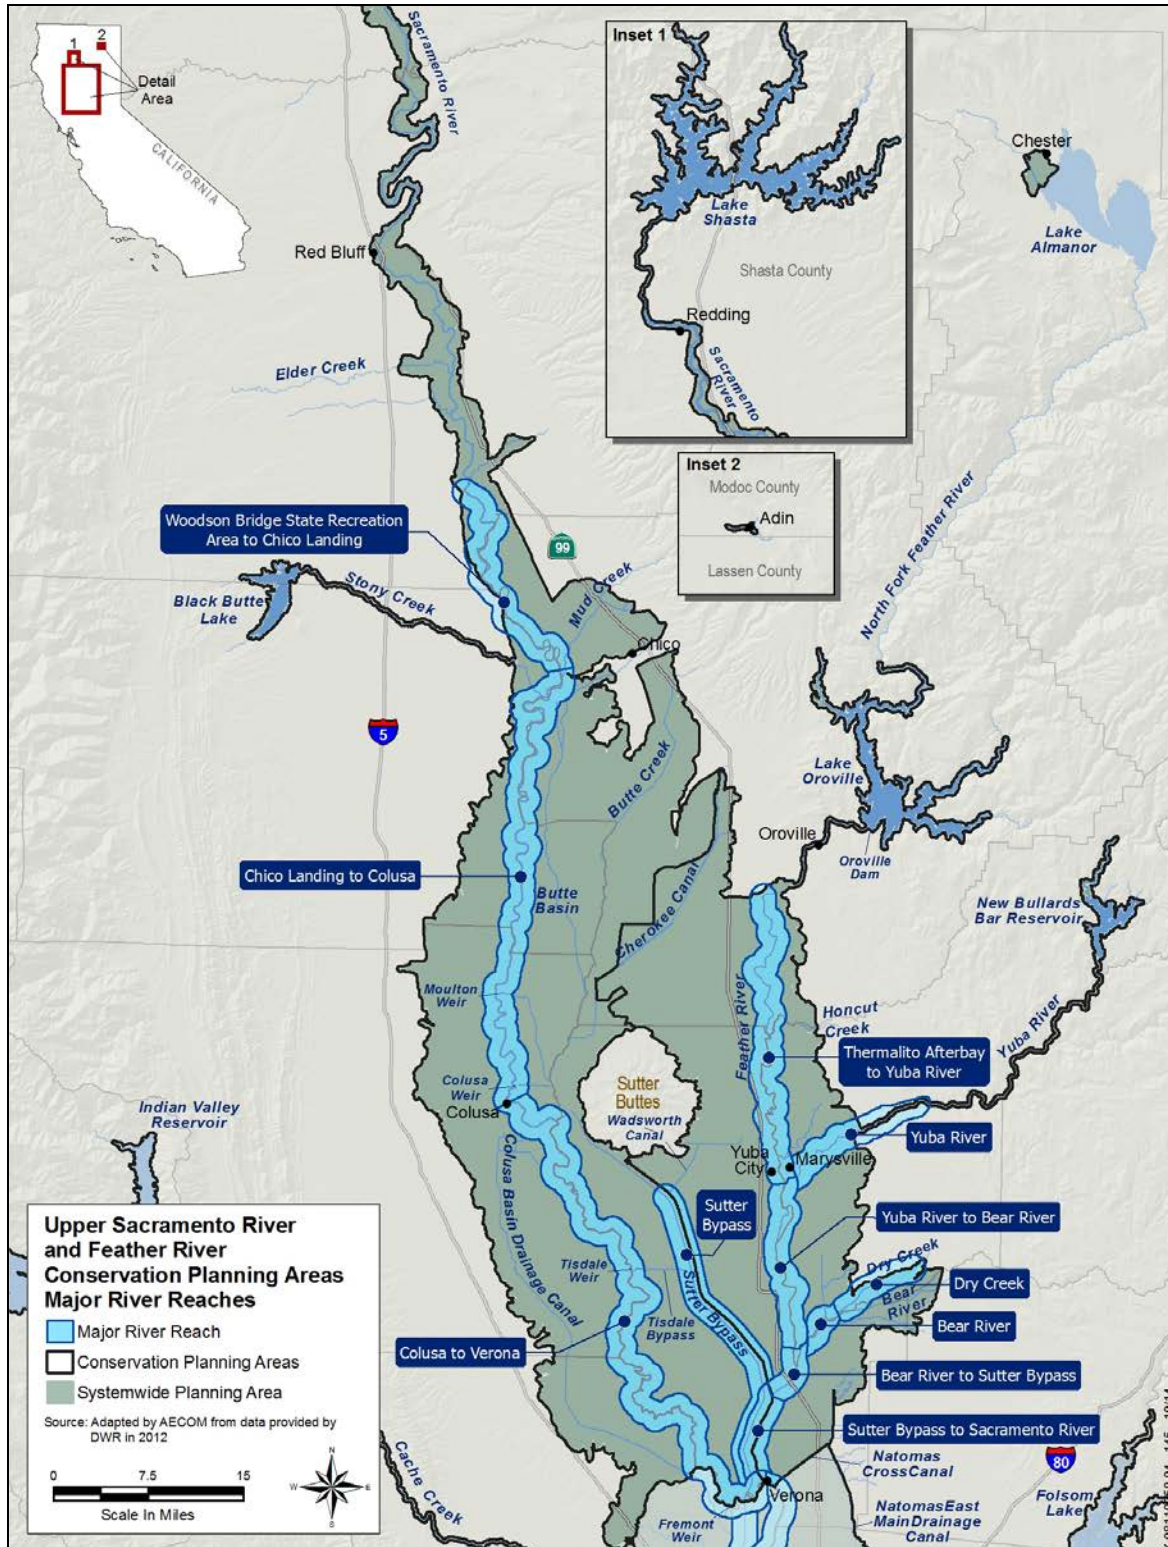 1
2
Detail
Area
CALIFORNIA
Sacramento River
Inset 1
Lake
Shasta
Shasta County
Redding
Sacramento
River
Chester
Lake
Almanor
Red Bluff
Elder Creek
Inset 2
Modoc County
Adin
Lassen County
North Fork Feather River
Woodson Bridge State Recreation
Area to Chico Landing
99
Black Butte
Lake
Stony Creek
Mud Creek
Chico
5
Lake
Oroville
Butte Creek
Oroville
Oroville
Dam
Chico Landing to Colusa
Butte
Basin
Cherokee Canal
New Bullards
Bar Reservoir
Moulton
Weir
Feather River
Honcut
Creek
Yuba River
Thermalito Afterbay
to Yuba River
Colusa
Weir
Colusa
Sutter
Buttes
Wadsworth
Canal
Indian Valley
Reservoir
Yuba River
Yuba
City
Marysville
Colusa Basin Drainage Canal
Sutter
Bypass
Yuba River to Bear River
Tisdale
Weir
Dry Creek
Dry Creek
Bear
River
Sutter Bypass
Tisdale
Bypass
Bear River
Colusa to Verona
Bear River to Sutter Bypass
Sutter Bypass to Sacramento River
Natomas
CrossCanal
80
Verona
Cache Creek
Fremont
Weir
NatomasEast
MainDrainage
Canal
Folsom
Lake
Upper Sacramento River
and Feather River
Conservation Planning Areas
Major River Reaches
Major River Reach
Conservation Planning Areas
Systemwide Planning Area
Source: Adapted by AECOM from data provided by
DWR in 2012
0 7.5 15
Scale In Miles
N
W
E
S